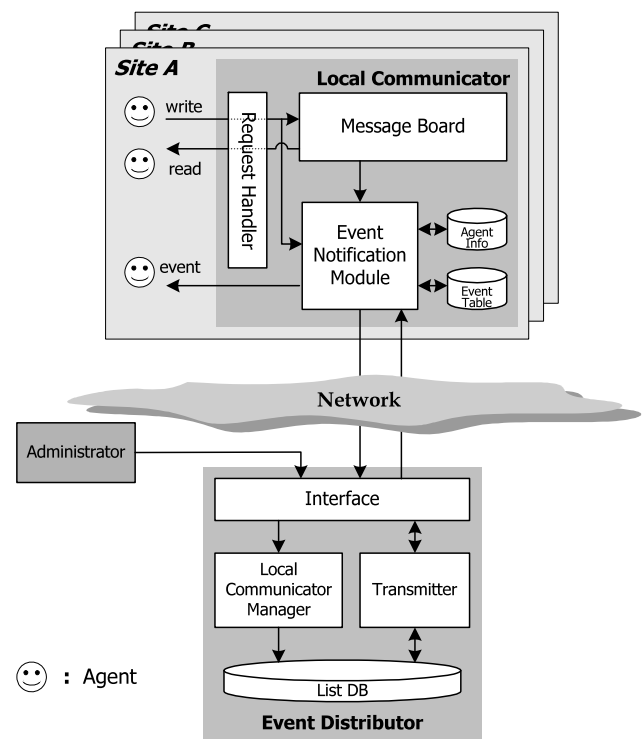 Site C
Site B
Site A
Local Communicator
write
Request Handler
Message Board
read
Event
Notification
Module
Agent
Info
event
Event
Table
Network
Administrator
Interface
Local
Communicator
Manager
Transmitter
List DB
: Agent
Event Distributor